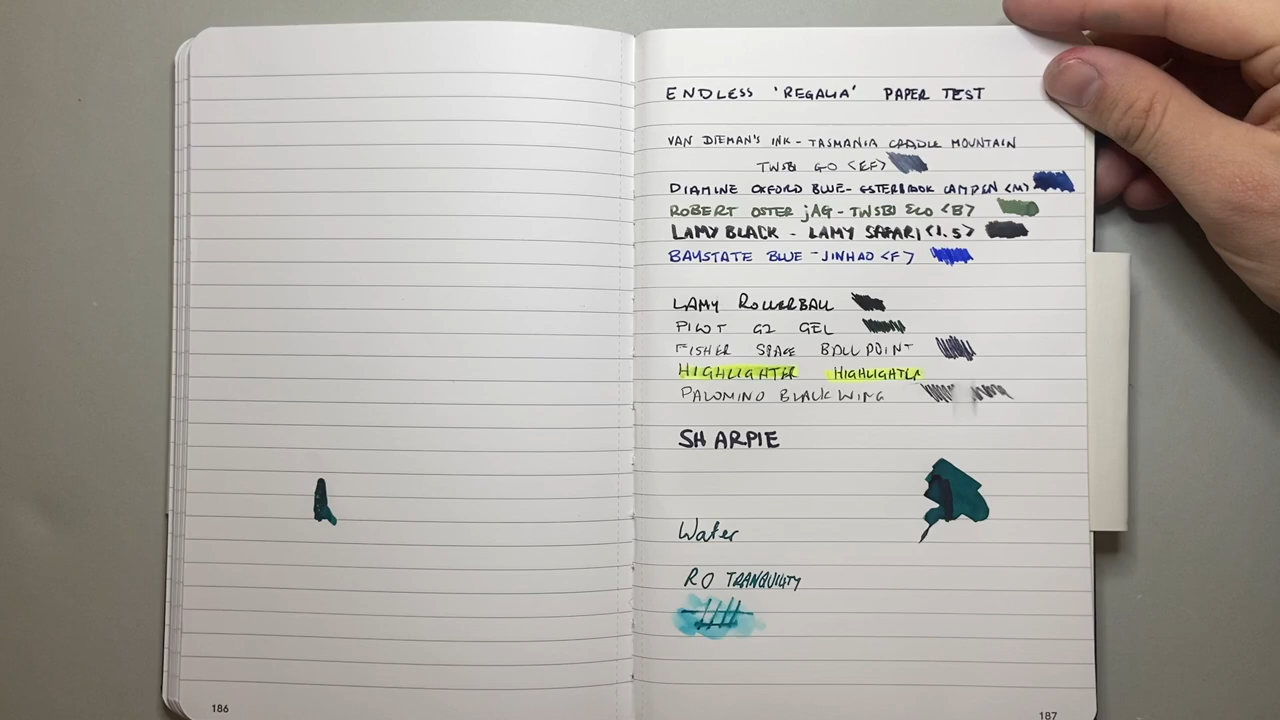 ENDLESS 'REGALIA' PAPER TEST
VAN DIEMAN'S INK - TASMANIA CRADLE MOUNTAIN
TWSBI GO <EF>
DIAMINE OXFORD BLUE - ESTERBROOK CAMDEN <M>
ROBERT OSTER JAG - TWSBI ECO <B>
LAMY BLACK - LAMY SAFARI <1.5>
BAYSTATE BLUE - JINHAO <F>
LAMY ROLLERBALL
PILOT G2 GEL
FISHER SPACE BALLPOINT
HIGHLIGHTER HIGHLIGHTER
PALOMINO BLACKWING
SHARPIE
Water
RO TRANQUILITY
186
187